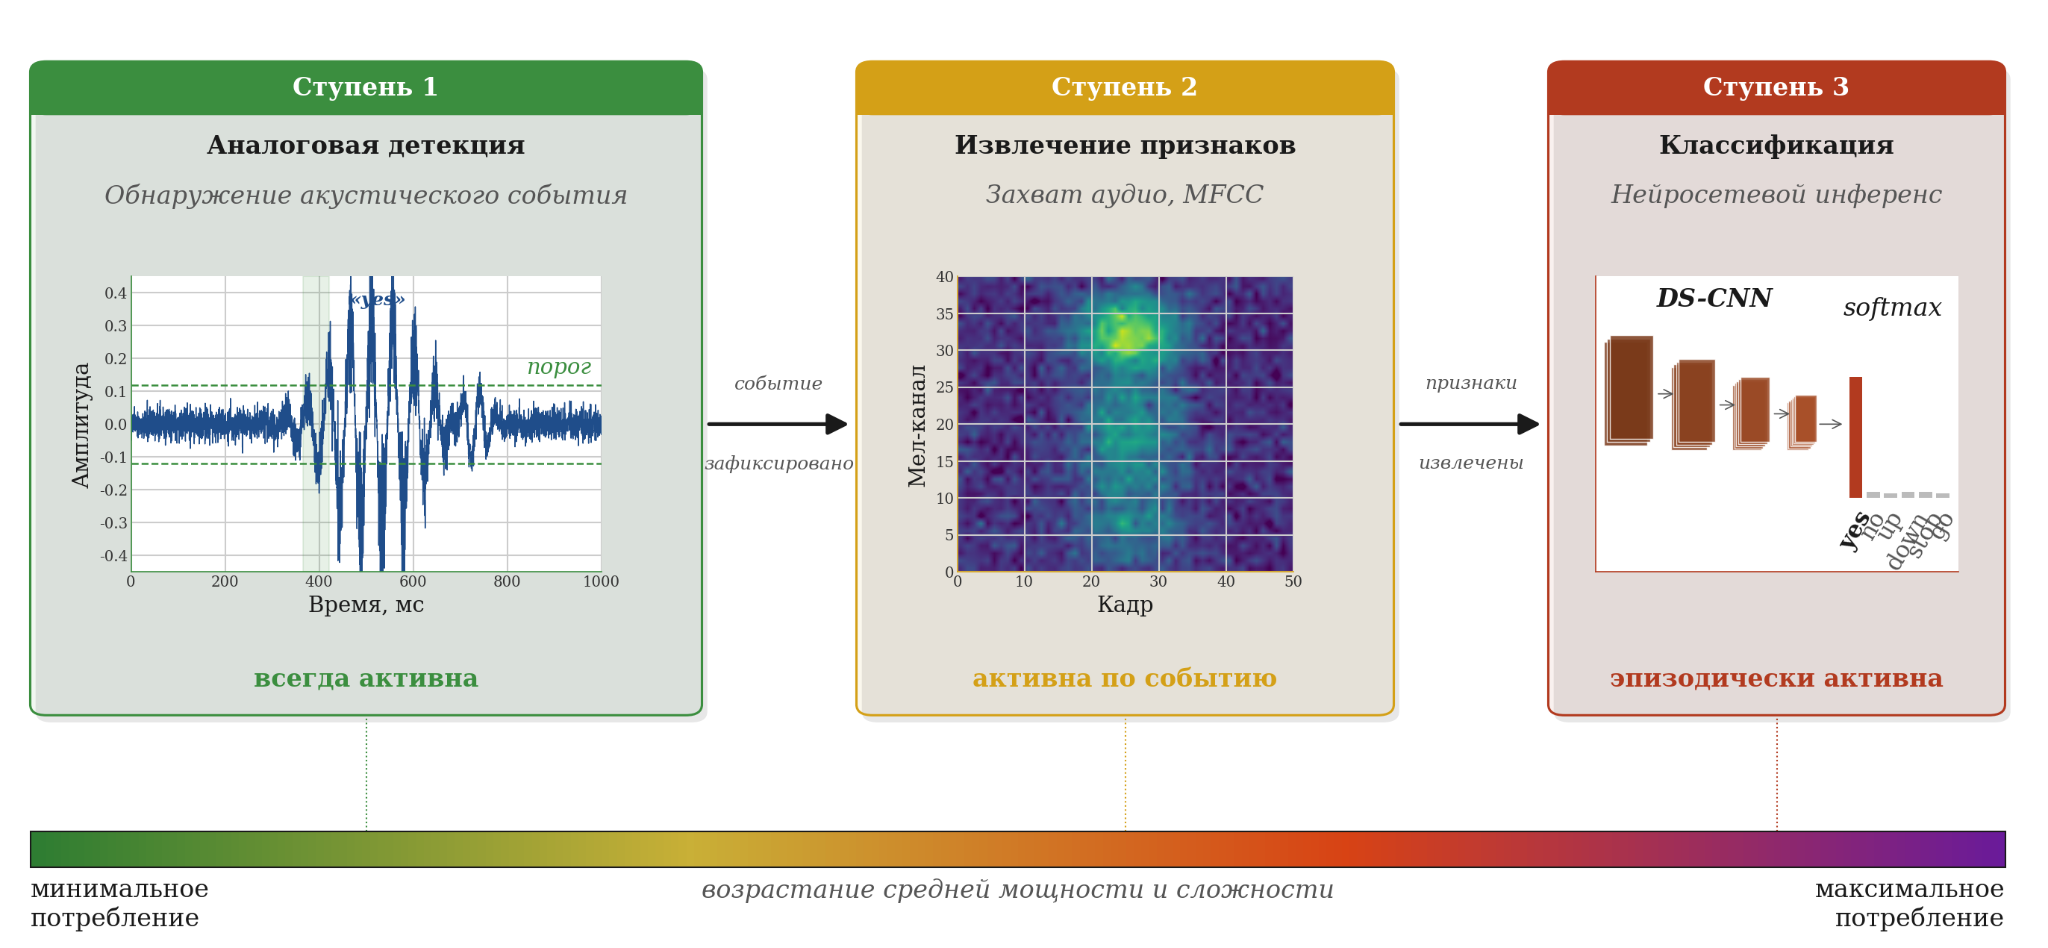 Ступень 1
Аналоговая детекция
Обнаружение акустического события
0.4
0.3
0.2
0.1
0.0
-0.1
-0.2
-0.3
-0.4
Амплитуда
«yes»
порог
0 200 400 600 800 1000
Время, мс
всегда активна
событие
зафиксировано
Ступень 2
Извлечение признаков
Захват аудио, MFCC
40
35
30
25
20
15
10
5
0
Мел-канал
0 10 20 30 40 50
Кадр
активна по событию
признаки
извлечены
Ступень 3
Классификация
Нейросетевой инференс
DS-CNN
softmax
yes
no
up
down
stop
go
эпизодически активна
минимальное
потребление
возрастание средней мощности и сложности
максимальное
потребление